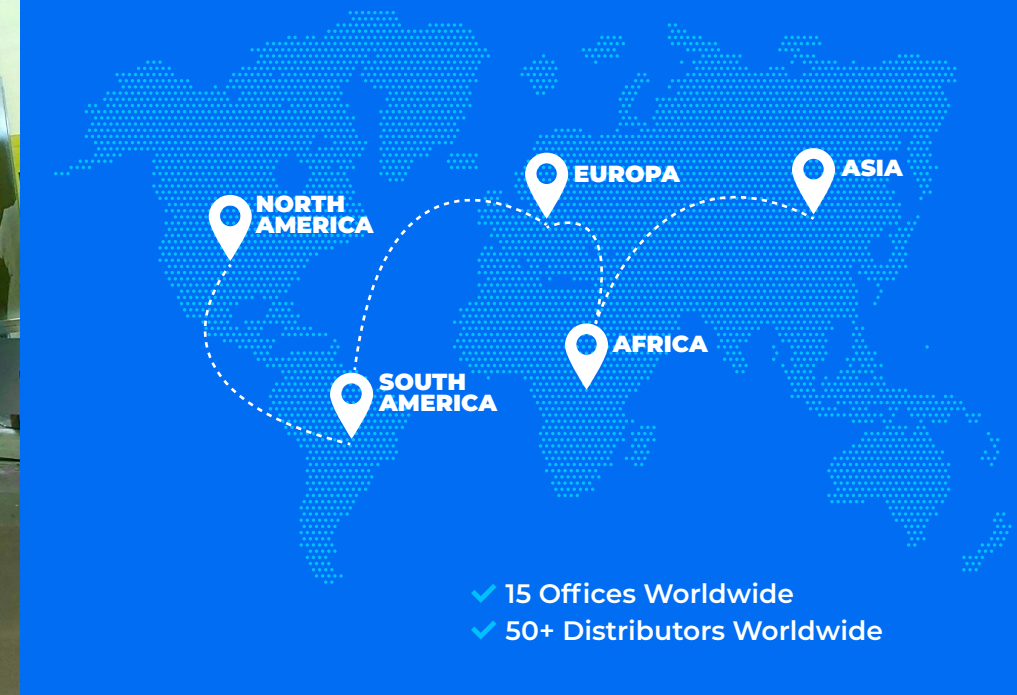 NORTH
AMERICA
EUROPA
ASIA
AFRICA
SOUTH
AMERICA
15 Offices Worldwide
50+ Distributors Worldwide